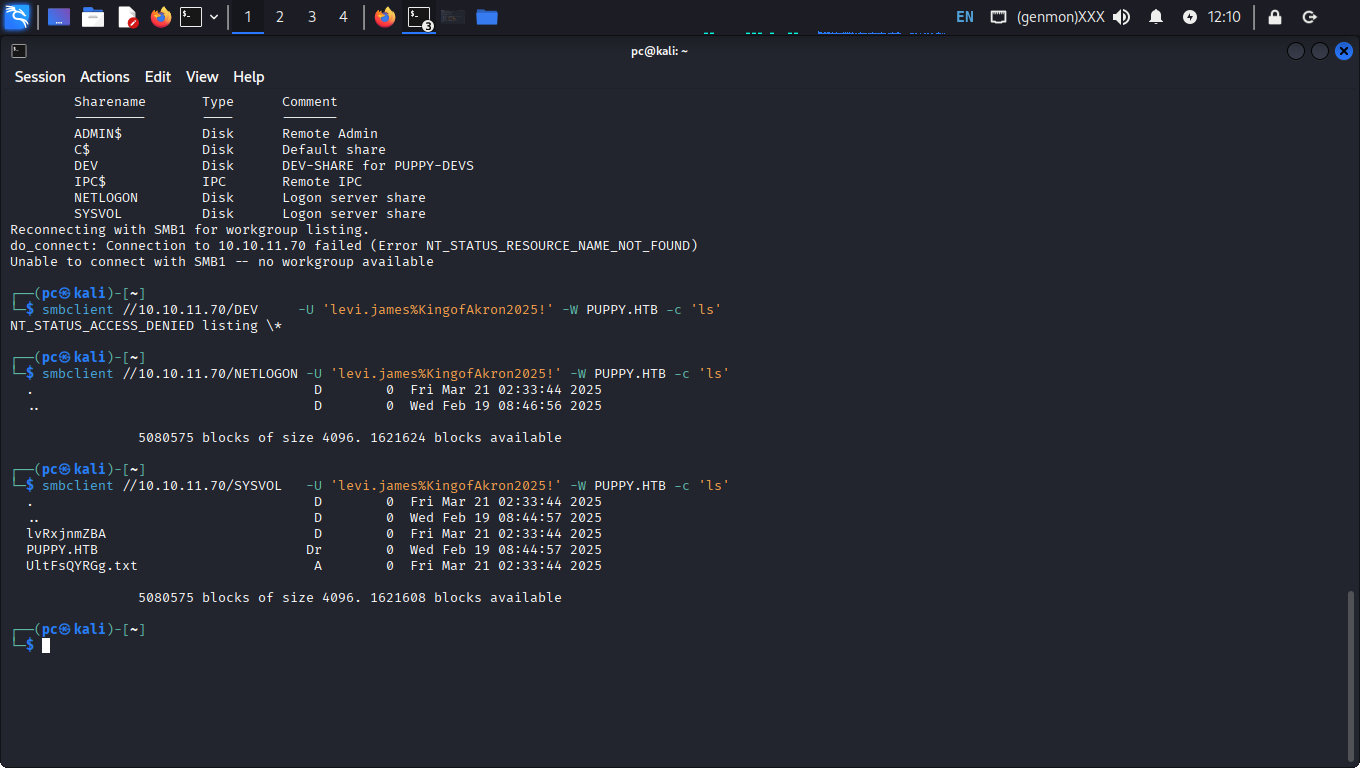 1 2 3 4 3 EN (genmon)XXX 12:10
pc@kali: ~
Session Actions Edit View Help
Sharename Type Comment
--------- ---- -------
ADMIN$ Disk Remote Admin
C$ Disk Default share
DEV Disk DEV-SHARE for PUPPY-DEVS
IPC$ IPC Remote IPC
NETLOGON Disk Logon server share
SYSVOL Disk Logon server share
Reconnecting with SMB1 for workgroup listing.
do_connect: Connection to 10.10.11.70 failed (Error NT_STATUS_RESOURCE_NAME_NOT_FOUND)
Unable to connect with SMB1 -- no workgroup available
┌──(pc㉿kali)-[~]
└─$ smbclient //10.10.11.70/DEV -U 'levi.james%KingofAkron2025!' -W PUPPY.HTB -c 'ls'
NT_STATUS_ACCESS_DENIED listing \*
┌──(pc㉿kali)-[~]
└─$ smbclient //10.10.11.70/NETLOGON -U 'levi.james%KingofAkron2025!' -W PUPPY.HTB -c 'ls'
. D 0 Fri Mar 21 02:33:44 2025
.. D 0 Wed Feb 19 08:46:56 2025
5080575 blocks of size 4096. 1621624 blocks available
┌──(pc㉿kali)-[~]
└─$ smbclient //10.10.11.70/SYSVOL -U 'levi.james%KingofAkron2025!' -W PUPPY.HTB -c 'ls'
. D 0 Fri Mar 21 02:33:44 2025
.. D 0 Wed Feb 19 08:44:57 2025
lvRxjnmZBA D 0 Fri Mar 21 02:33:44 2025
PUPPY.HTB Dr 0 Wed Feb 19 08:44:57 2025
UltFsQYRGg.txt A 0 Fri Mar 21 02:33:44 2025
5080575 blocks of size 4096. 1621608 blocks available
┌──(pc㉿kali)-[~]
└─$